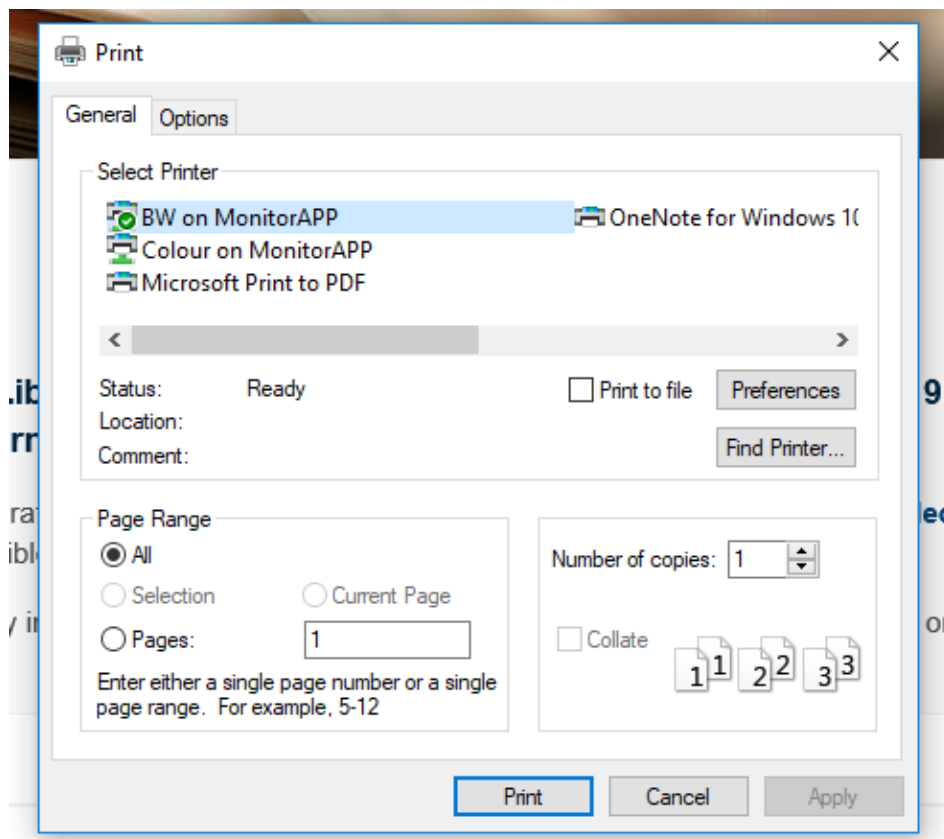 Print
General Options
Select Printer
BW on MonitorAPP OneNote for Windows 10
Colour on MonitorAPP
Microsoft Print to PDF
Status: Ready Print to file Preferences
Location:
Comment: Find Printer...
Page Range
All Number of copies: 1
Selection Current Page
Pages: 1 Collate 1 1 2 2 3 3
Enter either a single page number or a single
page range. For example, 5-12
Print Cancel Apply